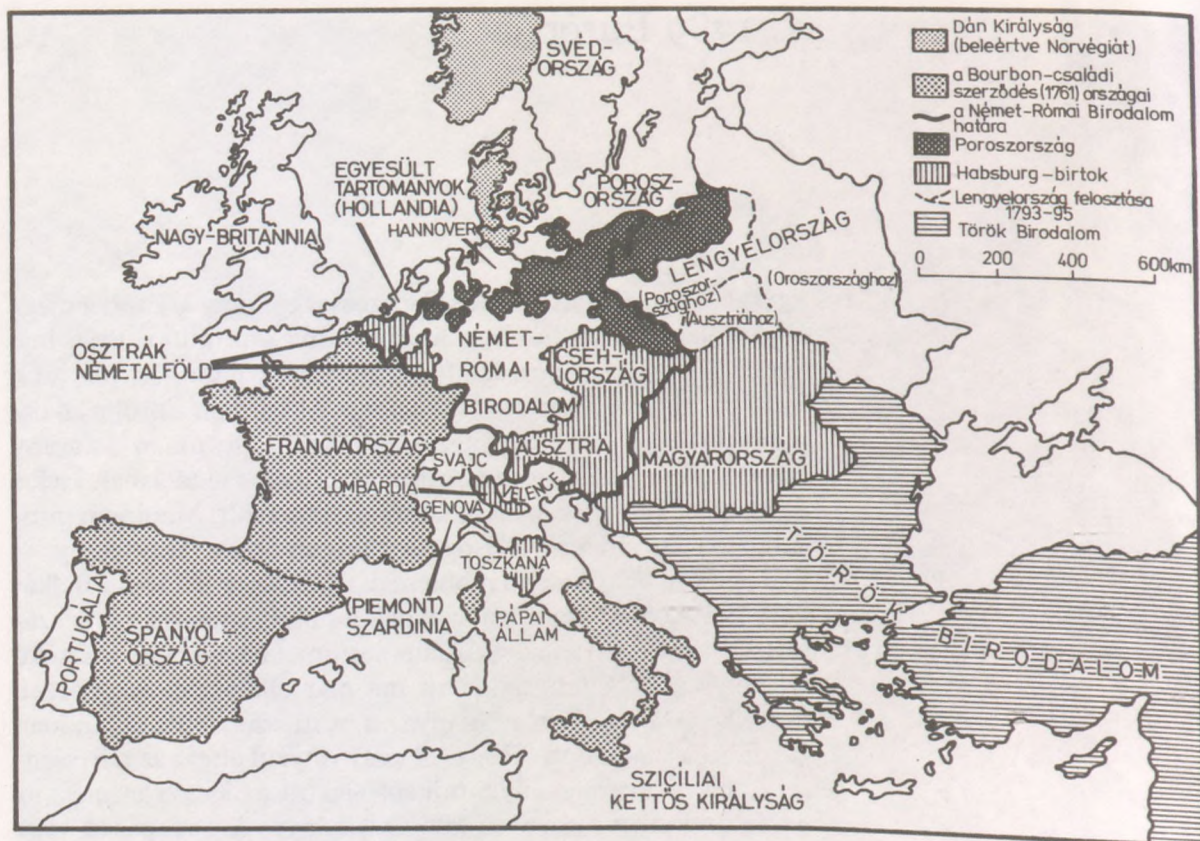 Dán Királyság
(beleértve Norvégiát)
a Bourbon-családi
szerződés (1761) országai
a Német-Római Birodalom
határa
Poroszország
Habsburg-birtok
Lengyelország felosztása
1793-95
Török Birodalom
0 200 400 600km
SVÉD-
ORSZÁG
EGYESÜLT
TARTOMÁNYOK
(HOLLANDIA)
HANNOVER
POROSZ-
ORSZÁG
NAGY-BRITANNIA
LENGYELORSZÁG
(Oroszországhoz)
(Poroszor-
szághoz)
(Ausztriához)
OSZTRÁK
NÉMETALFÖLD
NÉMET-
RÓMAI
BIRODALOM
CSEH-
ORSZÁG
FRANCIAORSZÁG
SVÁJC
AUSZTRIA
MAGYARORSZÁG
LOMBARDIA
VELENCE
GENOVA
TOSZKÁNA
(PIEMONT)
SZARDINIA
PÁPAI
ÁLLAM
PORTUGÁLIA
SPANYOL-
ORSZÁG
TÖRÖK
BIRODALOM
SZICÍLIAI
KETTŐS KIRÁLYSÁG